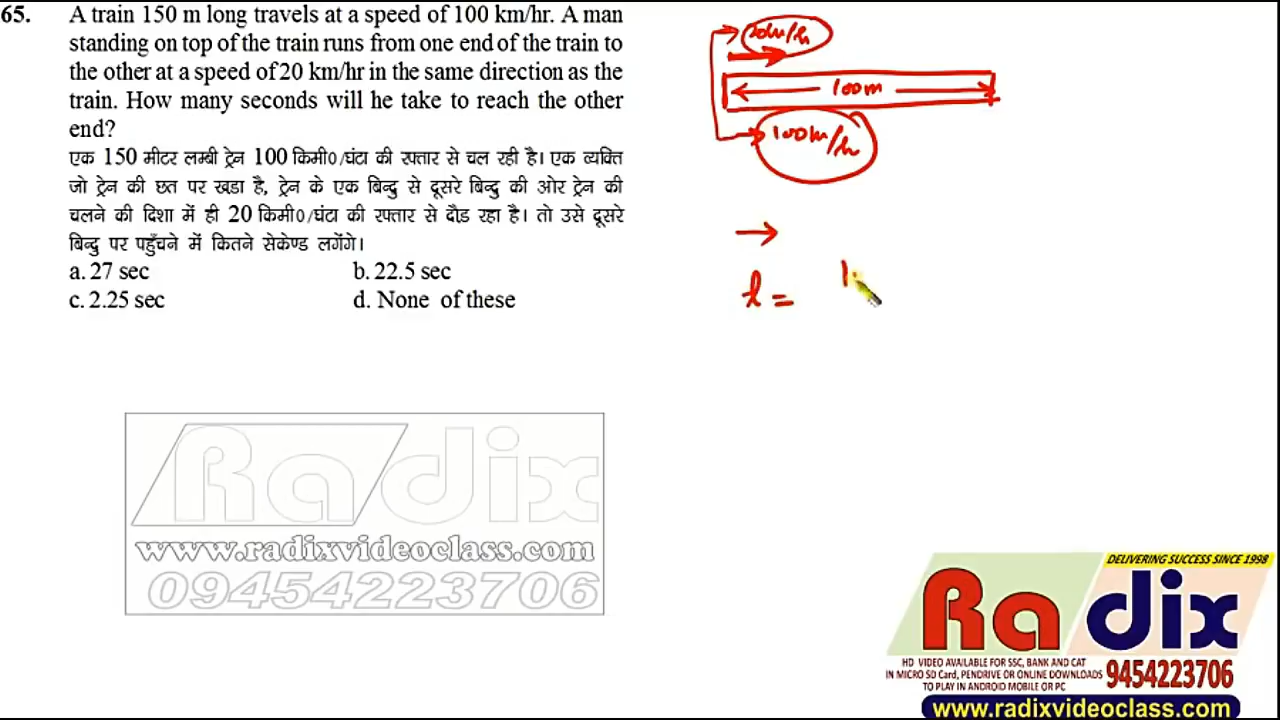 65. A train 150 m long travels at a speed of 100 km/hr. A man
standing on top of the train runs from one end of the train to
the other at a speed of 20 km/hr in the same direction as the
train. How many seconds will he take to reach the other
end?
एक 150 मीटर लम्बी ट्रेन 100 किमी०/घंटा की रफ्तार से चल रही है। एक व्यक्ति
जो ट्रेन की छत पर खडा है, ट्रेन के एक बिन्दु से दूसरे बिन्दु की ओर ट्रेन की
चलने की दिशा में ही 20 किमी०/घंटा की रफ्तार से दौड रहा है। तो उसे दूसरे
बिन्दु पर पहुँचने में कितने सेकेण्ड लगेंगे।
a. 27 sec b. 22.5 sec
c. 2.25 sec d. None of these
100m
t =
Radix
www.radixvideoclass.com
09454223706
DELIVERING SUCCESS SINCE 1998
Radix
HD VIDEO AVAILABLE FOR SSC, BANK AND CAT
IN MICRO SD Card, PENDRIVE OR ONLINE DOWNLOADS
TO PLAY IN ANDROID MOBILE OR PC
9454223706
www.radixvideoclass.com